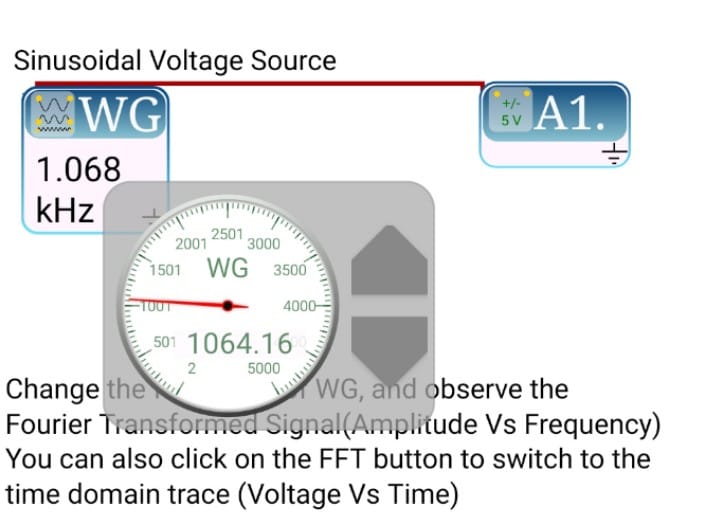 Sinusoidal Voltage Source
WG
+/-
5 V
A1.
1.068
kHz
2501
2001
3000
1501
WG
3500
1001
4000
501
1064.16
2
5000
Change the WG, and observe the
Fourier Transformed Signal(Amplitude Vs Frequency)
You can also click on the FFT button to switch to the
time domain trace (Voltage Vs Time)